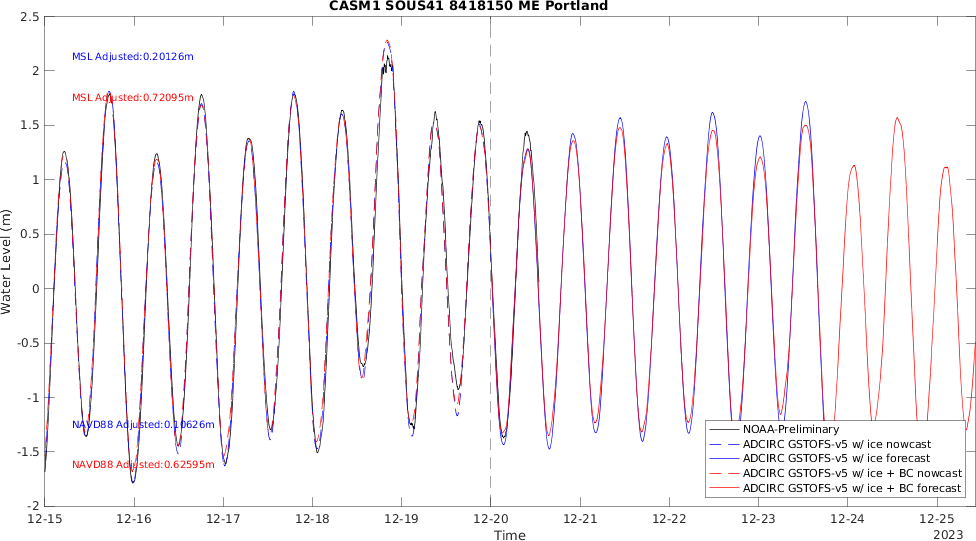 CASM1 SOUS41 8418150 ME Portland
2.5
2
1.5
1
0.5
0
-0.5
-1
-1.5
-2
Water Level (m)
MSL Adjusted:0.20126m
MSL Adjusted:0.72095m
NAVD88 Adjusted:0.10626m
NAVD88 Adjusted:0.62595m
NOAA-Preliminary
ADCIRC GSTOFS-v5 w/ ice nowcast
ADCIRC GSTOFS-v5 w/ ice forecast
ADCIRC GSTOFS-v5 w/ ice + BC nowcast
ADCIRC GSTOFS-v5 w/ ice + BC forecast
12-15 12-16 12-17 12-18 12-19 12-20 12-21 12-22 12-23 12-24 12-25
Time
2023